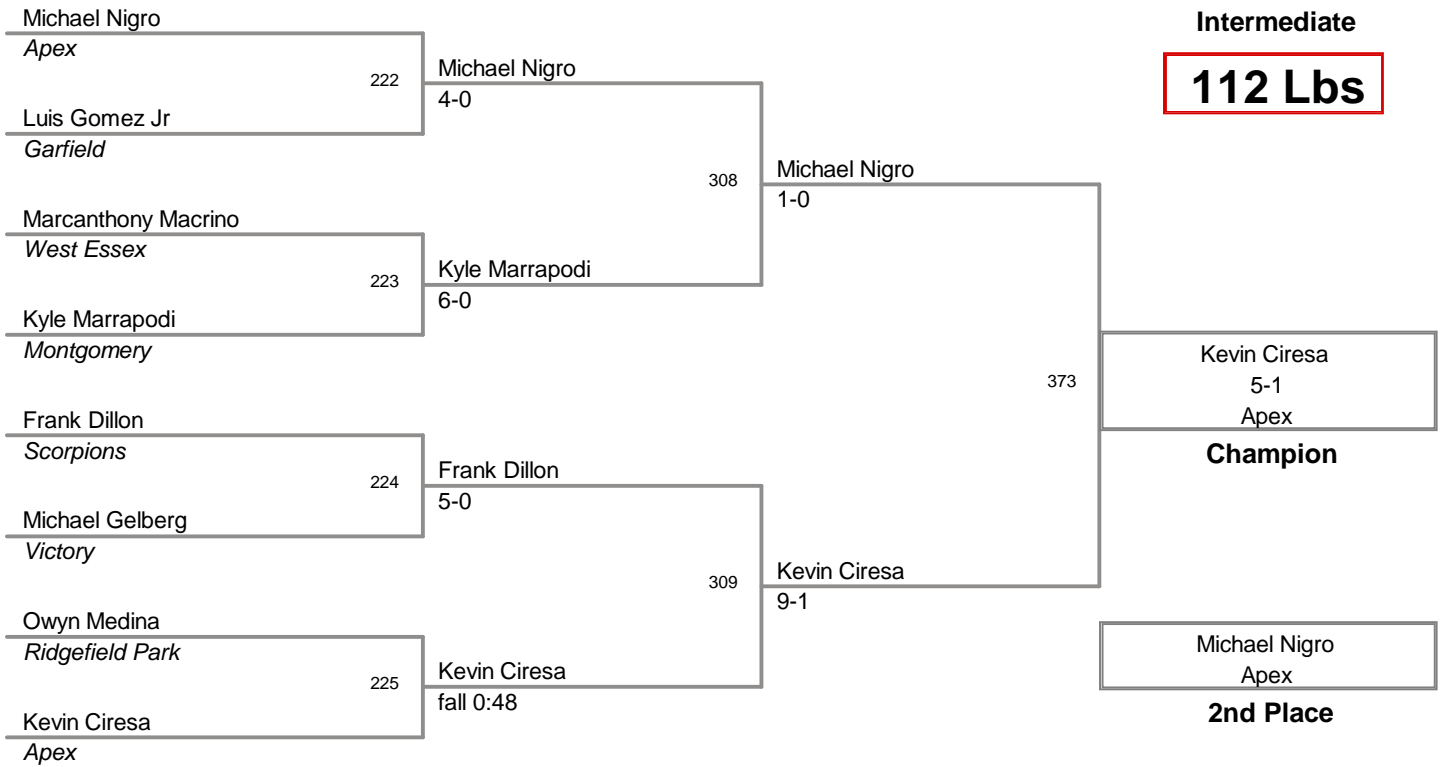 Michael Nigro
Apex
222
Luis Gomez Jr
Garfield
Michael Nigro
4-0
Marcanthony Macrino
West Essex
223
Kyle Marrapodi
Montgomery
Kyle Marrapodi
6-0
308
Michael Nigro
1-0
Frank Dillon
Scorpions
224
Michael Gelberg
Victory
Frank Dillon
5-0
Owyn Medina
Ridgefield Park
225
Kevin Ciresa
Apex
Kevin Ciresa
fall 0:48
309
Kevin Ciresa
9-1
373
Intermediate
112 Lbs
Kevin Ciresa
5-1
Apex
Champion
Michael Nigro
Apex
2nd Place